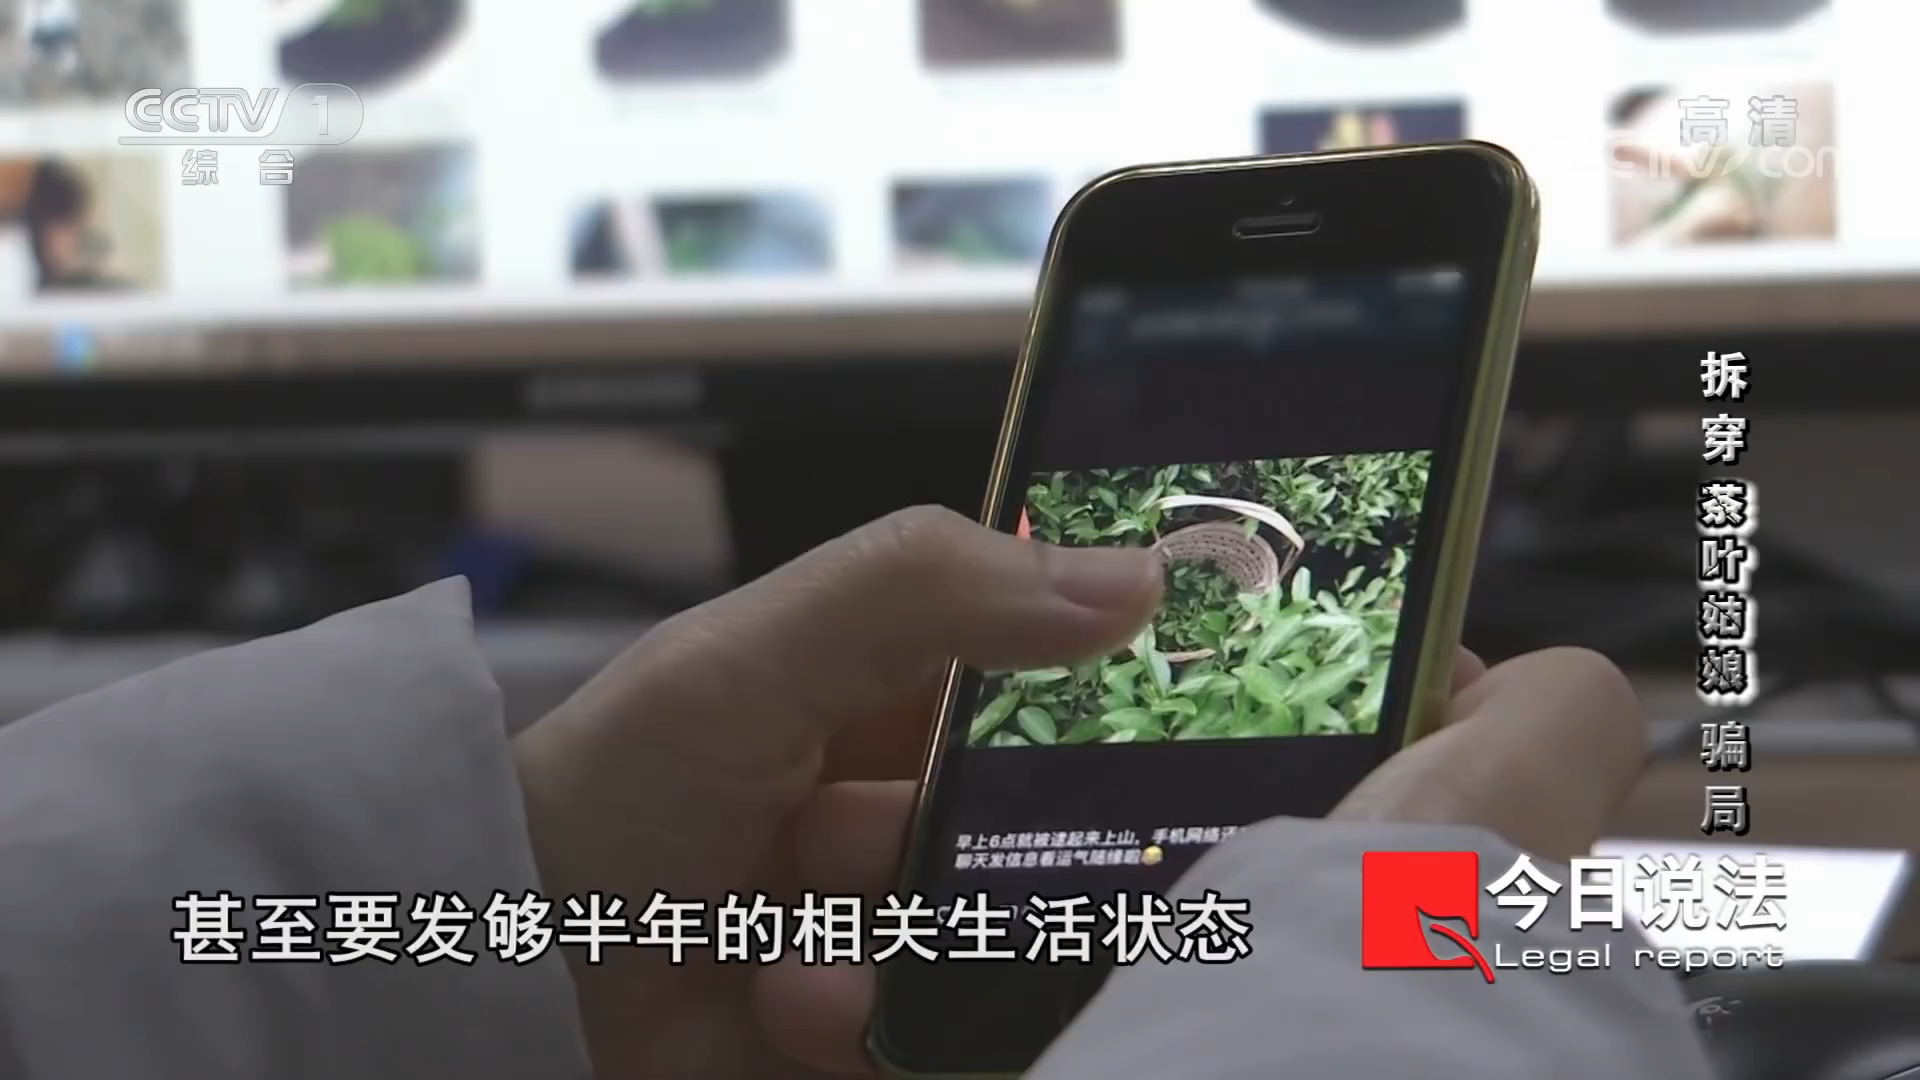 CCTV 1
综合
高清
CCTV.com
拆穿茶叶姑娘骗局
早上6点就被逮起来上山，手机网络还
聊天发信息看运气随缘啦😂
甚至要发够半年的相关生活状态
今日说法
Legal report